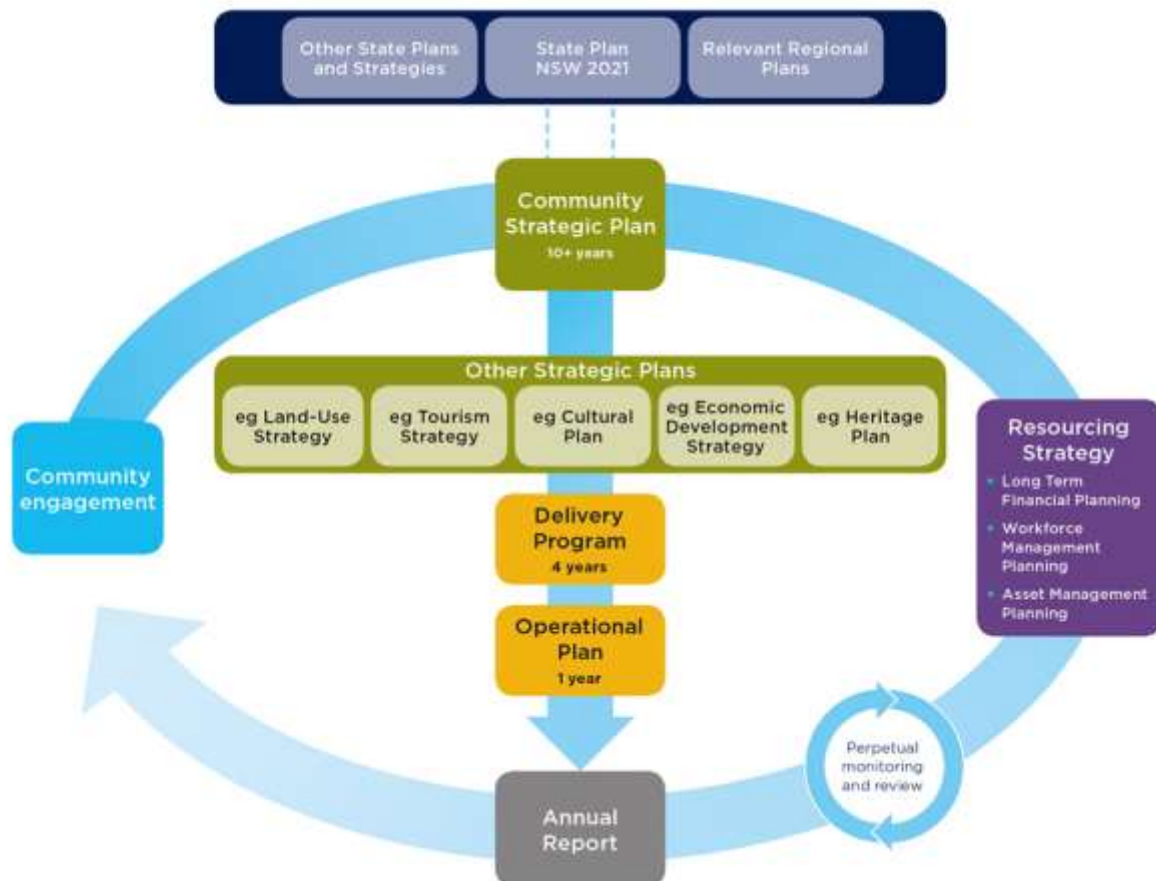 Other State Plans
and Strategies
State Plan
NSW 2021
Relevant Regional
Plans
Community
Strategic Plan
10+ years
Other Strategic Plans
eg Land-Use
Strategy
eg Tourism
Strategy
eg Cultural
Plan
eg Economic
Development
Strategy
eg Heritage
Plan
Community
engagement
Resourcing
Strategy
• Long Term
Financial Planning
• Workforce
Management
Planning
• Asset Management
Planning
Delivery
Program
4 years
Operational
Plan
1 year
Perpetual
monitoring
and review
Annual
Report